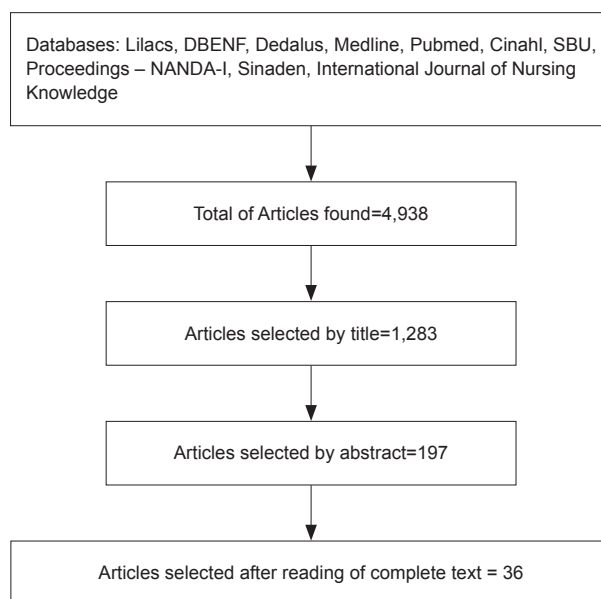 Databases: Lilacs, DBENF, Dedalus, Medline, Pubmed, Cinahl, SBU,
Proceedings – NANDA-I, Sinaden, International Journal of Nursing
Knowledge
Total of Articles found=4,938
Articles selected by title=1,283
Articles selected by abstract=197
Articles selected after reading of complete text = 36